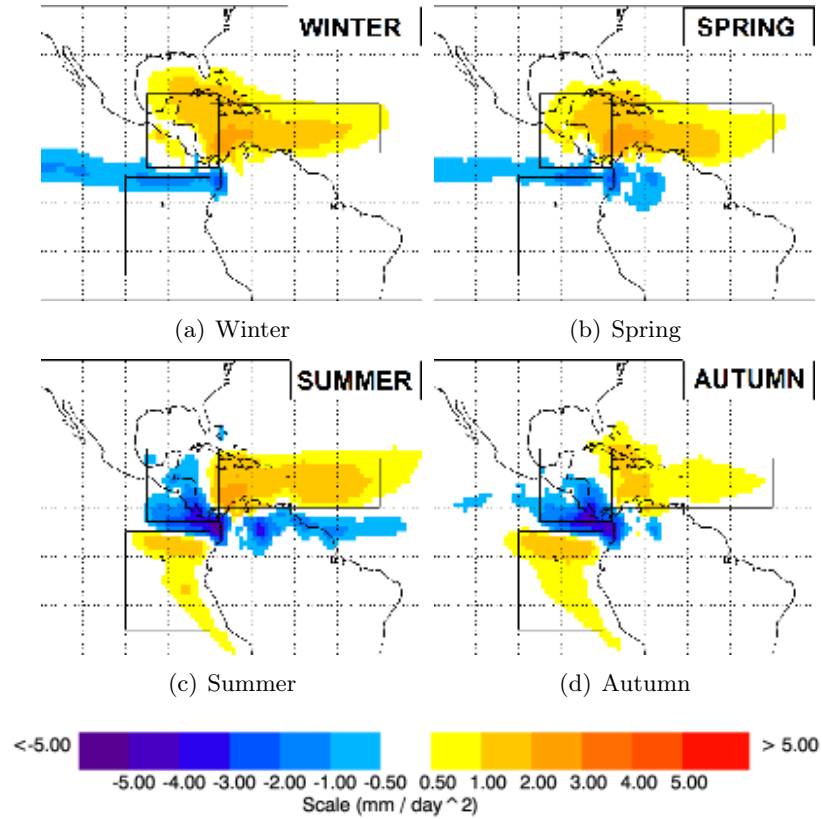 WINTER
SPRING
(a) Winter
(b) Spring
SUMMER
AUTUMN
(c) Summer
(d) Autumn
<-5.00
> 5.00
-5.00 -4.00 -3.00 -2.00 -1.00 -0.50 0.50 1.00 2.00 3.00 4.00 5.00
Scale (mm / day^2)